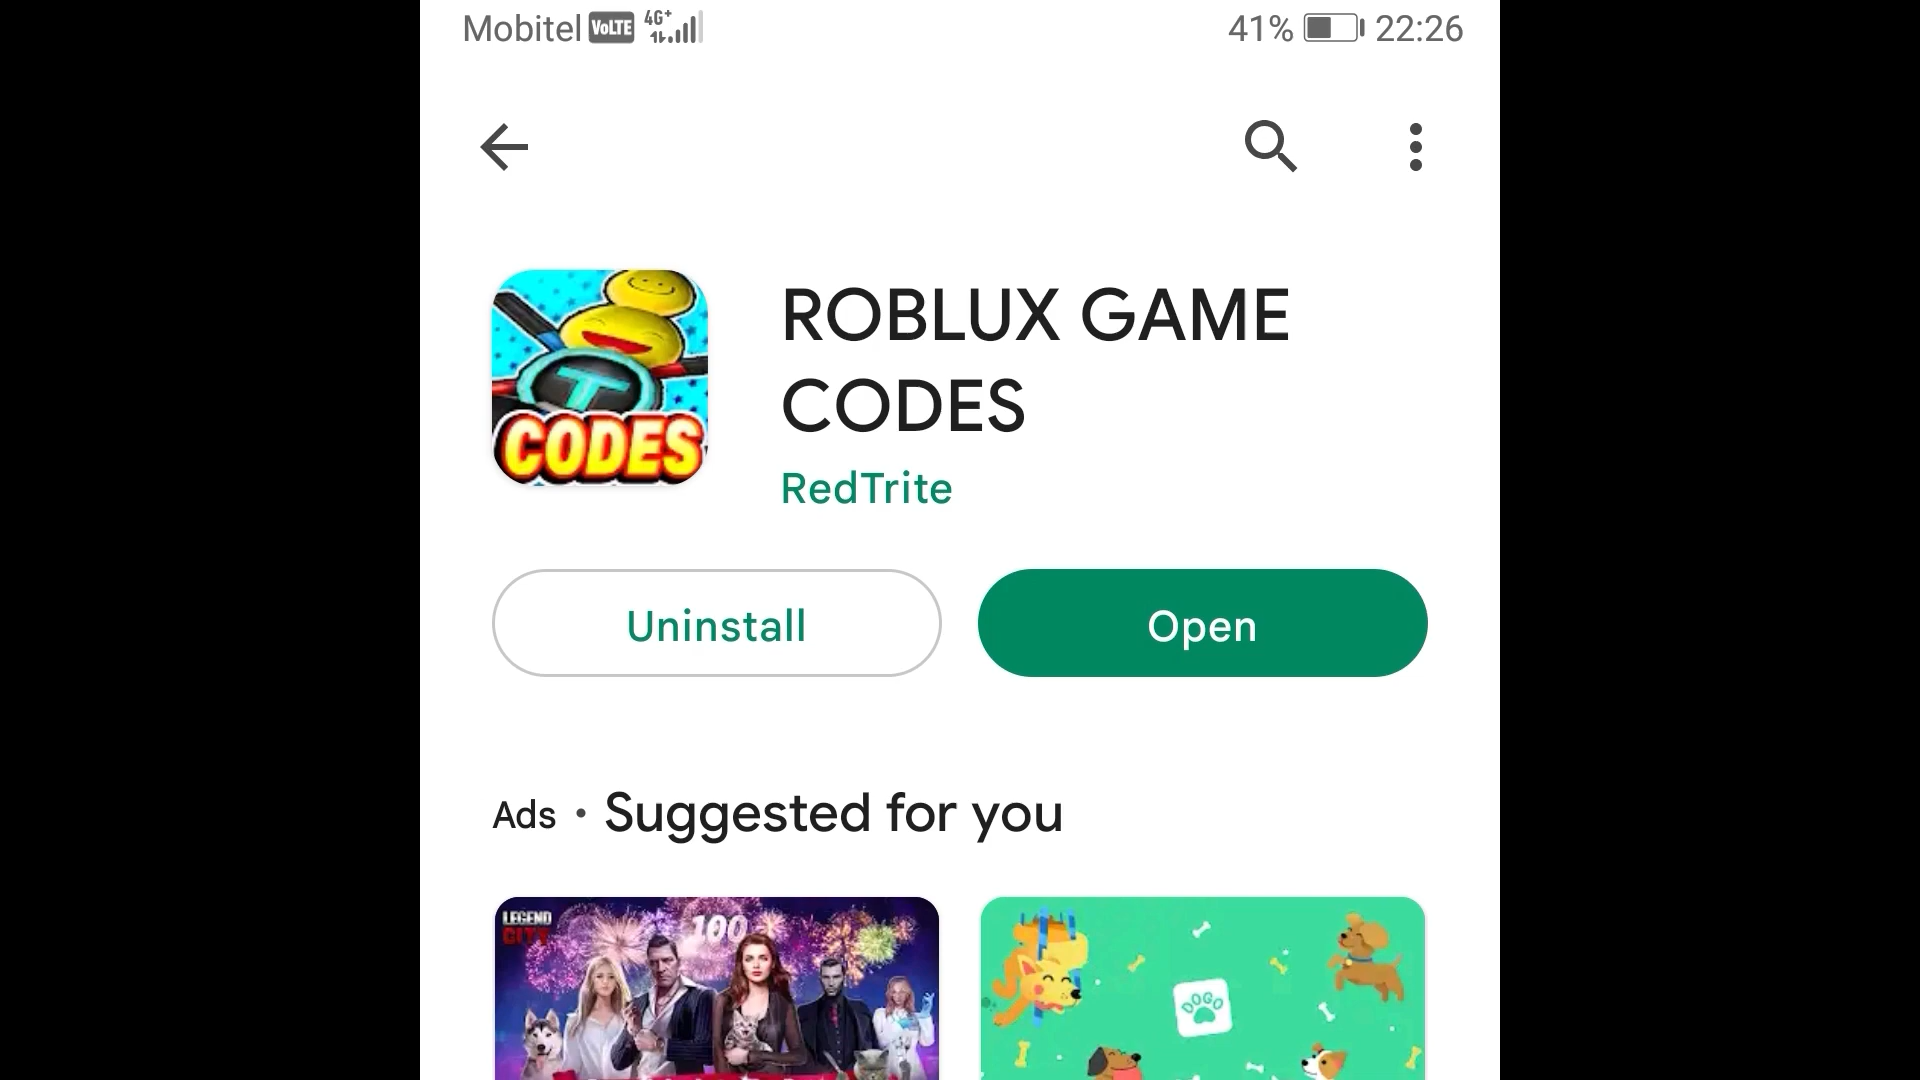 Mobitel VoLTE 4G+ 41% 22:26
CODES
ROBLUX GAME
CODES
RedTrite
Uninstall
Open
Ads • Suggested for you
LEGEND
CITY
100
DOGO